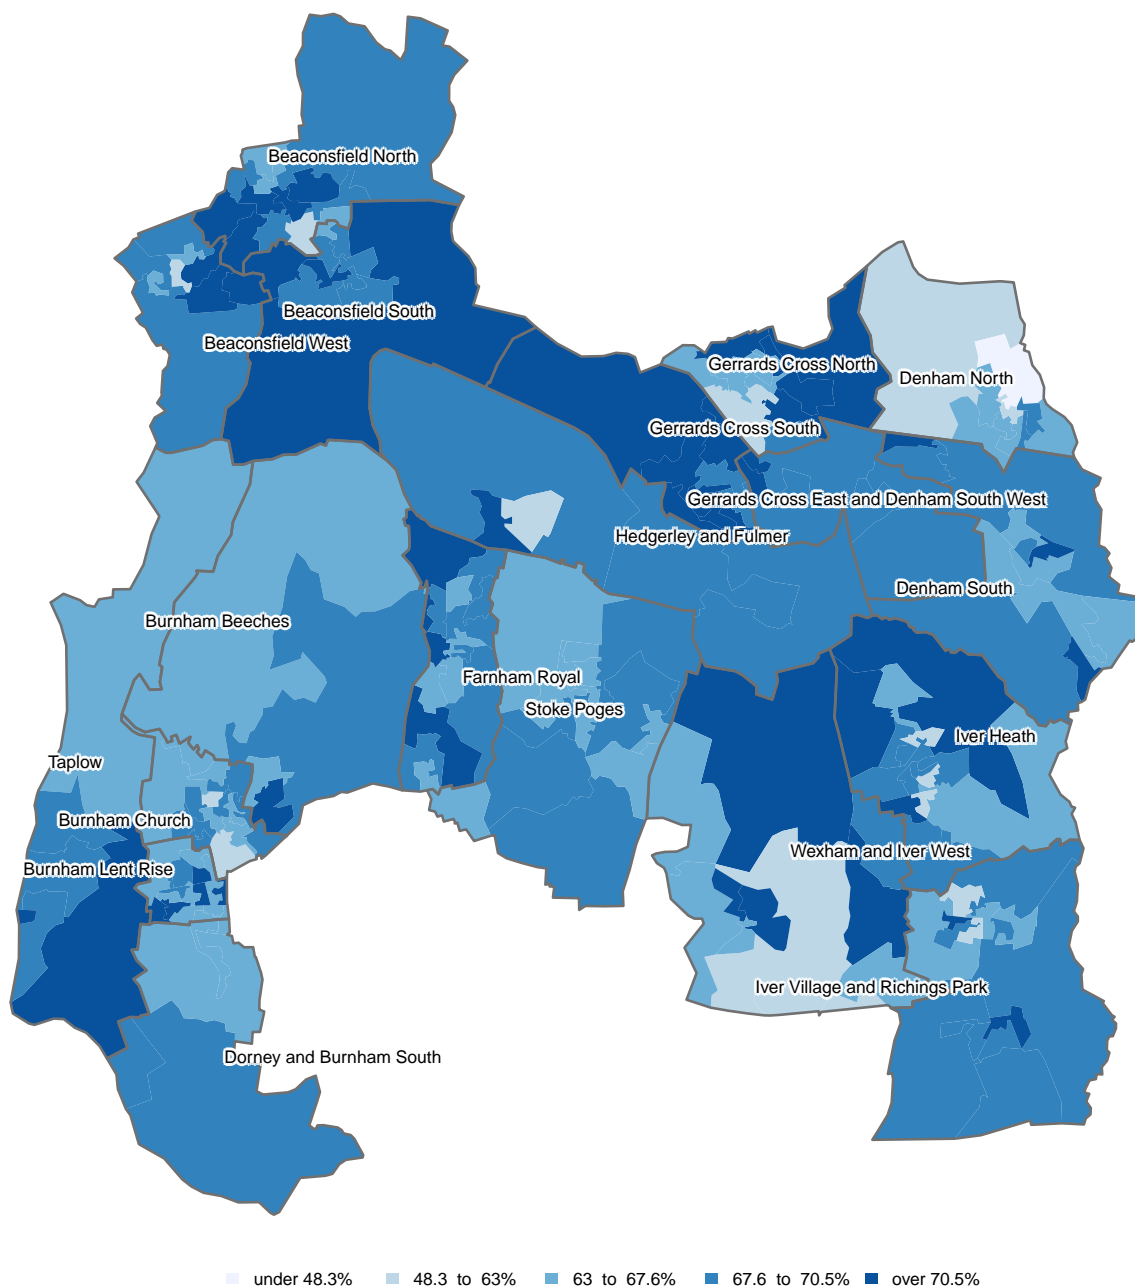 Beaconsfield North
Beaconsfield South
Beaconsfield West
Gerrards Cross North
Denham North
Gerrards Cross South
Gerrards Cross East and Denham South West
Hedgerley and Fulmer
Denham South
Burnham Beeches
Farnham Royal
Stoke Poges
Iver Heath
Taplow
Burnham Church
Wexham and Iver West
Burnham Lent Rise
Iver Village and Richings Park
Dorney and Burnham South
under 48.3% 48.3 to 63% 63 to 67.6% 67.6 to 70.5% over 70.5%